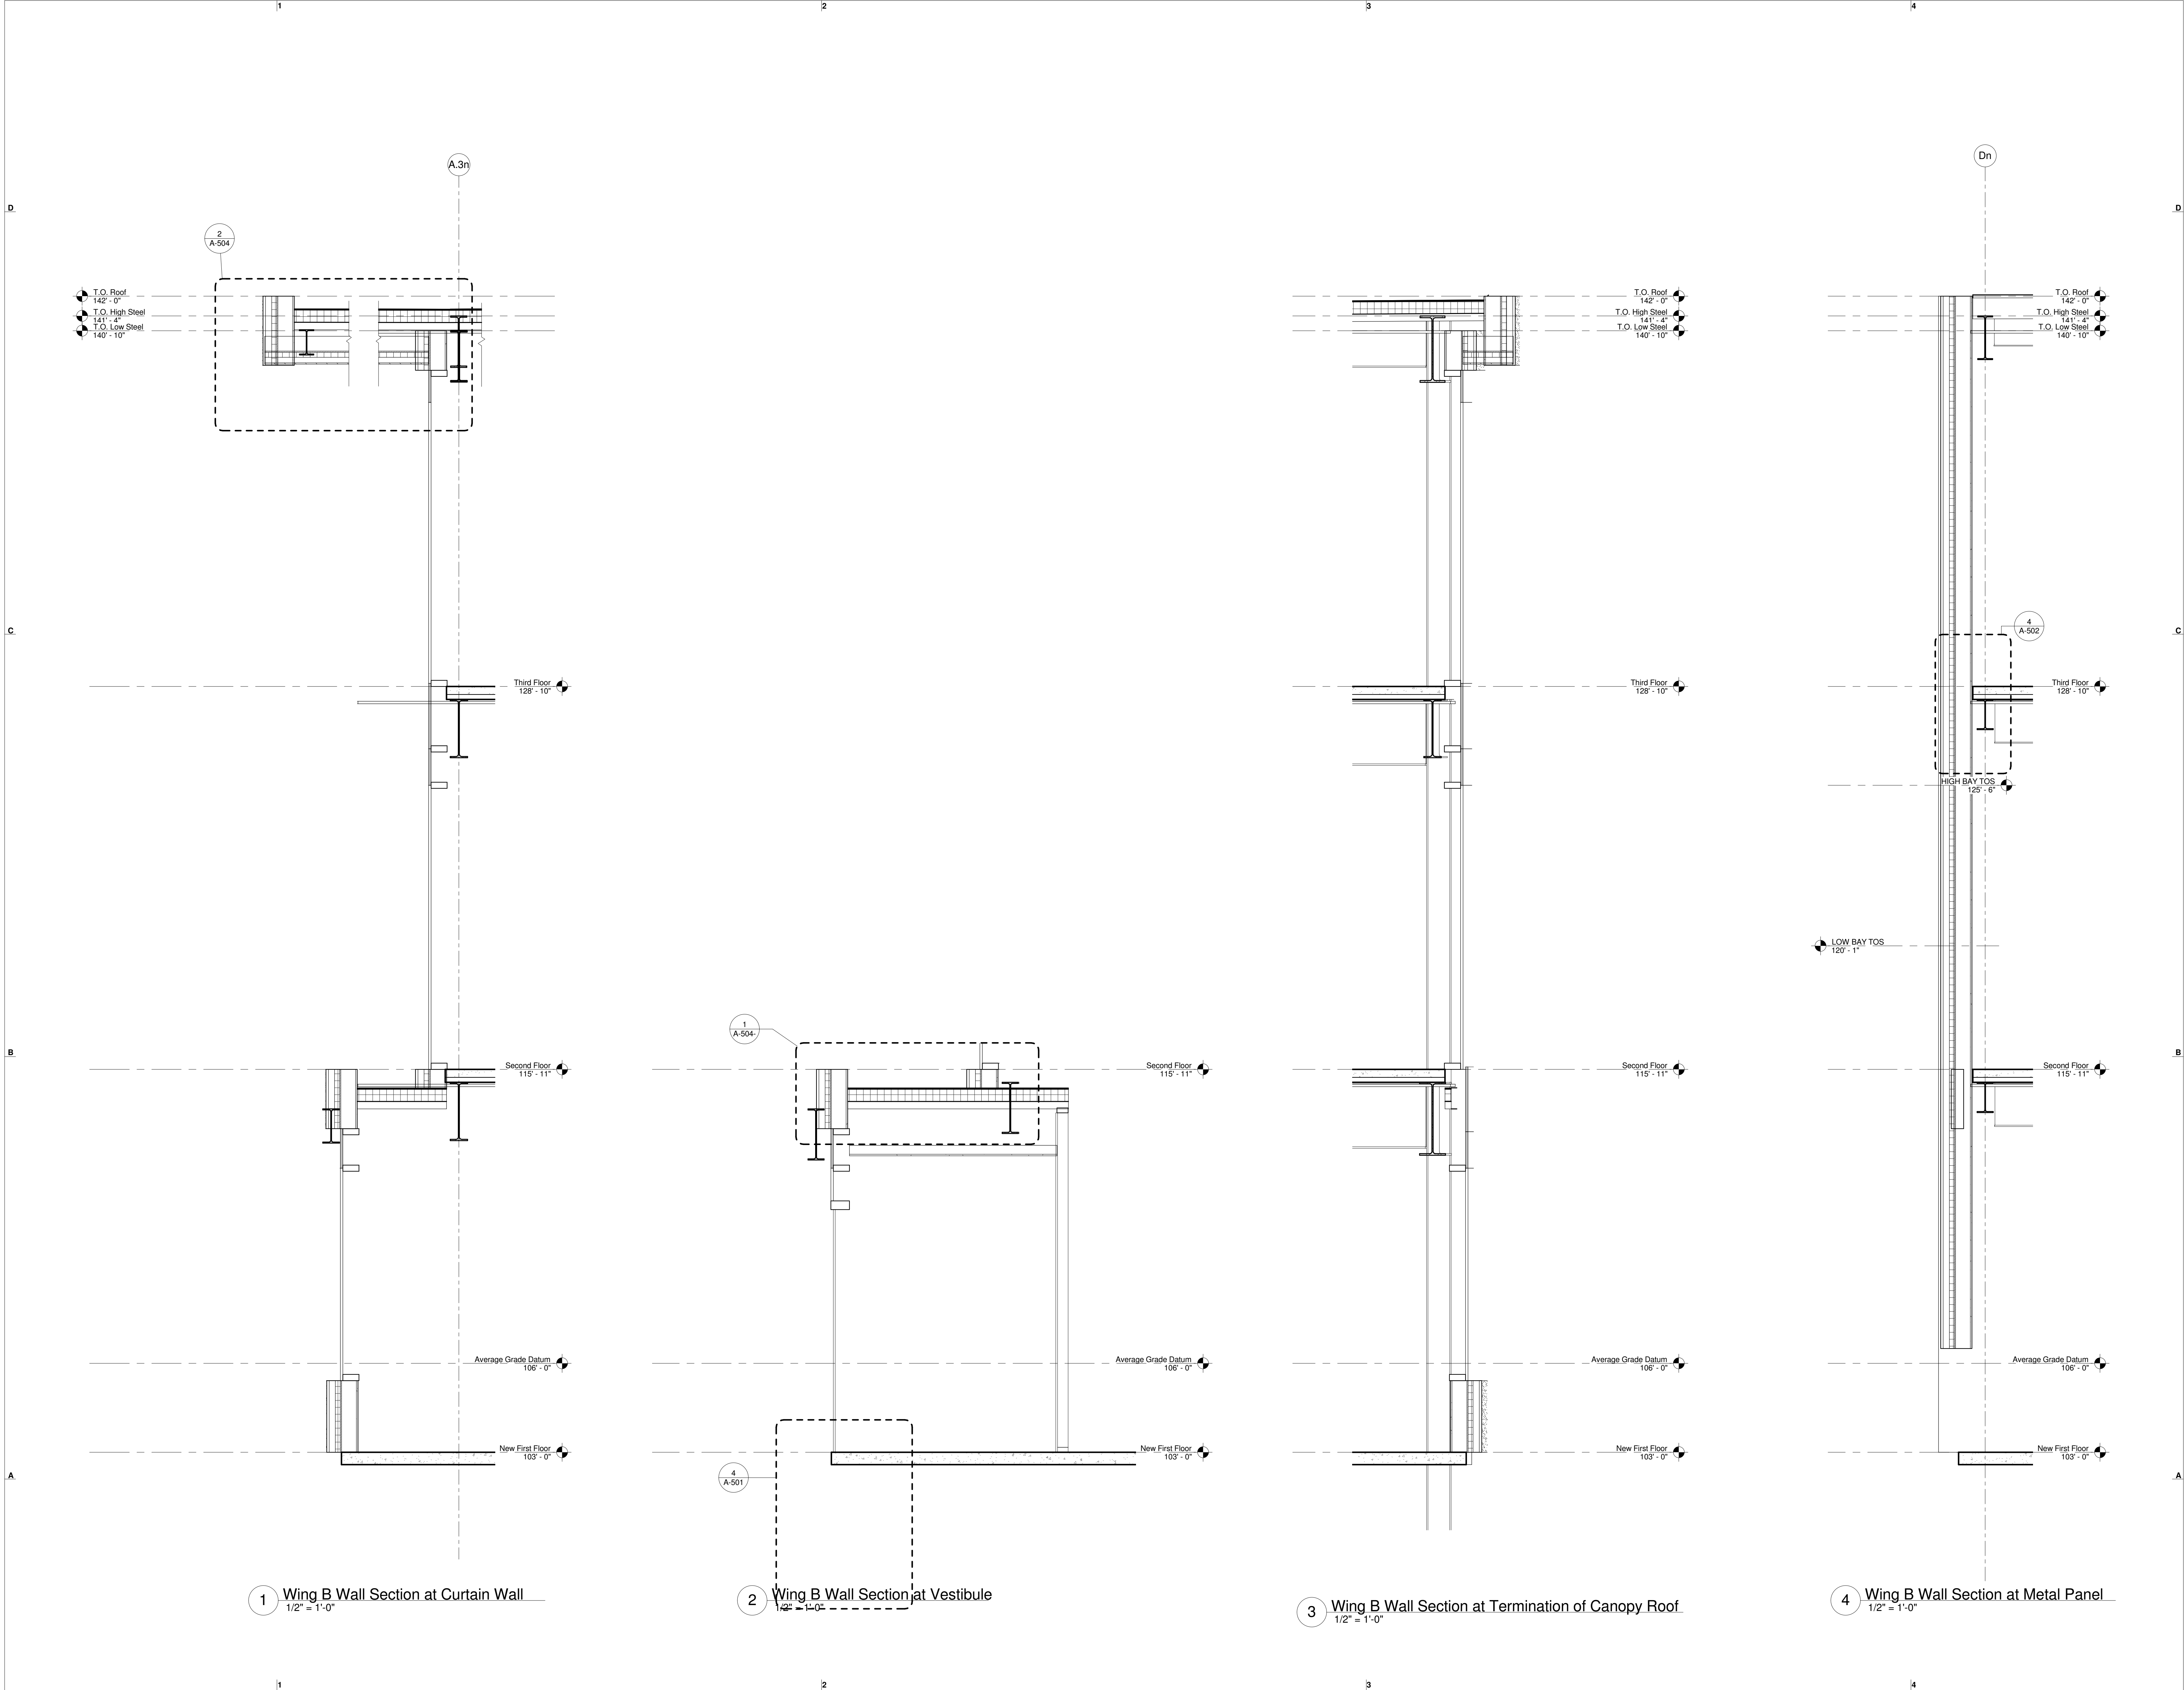 1 2 3 4
A.3n
Dn
D D
2
A-504
T.O. Roof
142' - 0"
T.O. High Steel
141' - 4"
T.O. Low Steel
140' - 10"
T.O. Roof
142' - 0"
T.O. High Steel
141' - 4"
T.O. Low Steel
140' - 10"
T.O. Roof
142' - 0"
T.O. High Steel
141' - 4"
T.O. Low Steel
140' - 10"
C C
4
A-502
Third Floor
128' - 10"
Third Floor
128' - 10"
Third Floor
128' - 10"
HIGH BAY TOS
125' - 6"
LOW BAY TOS
120' - 1"
1
A-504
B B
Second Floor
115' - 11"
Second Floor
115' - 11"
Second Floor
115' - 11"
Second Floor
115' - 11"
Average Grade Datum
106' - 0"
Average Grade Datum
106' - 0"
Average Grade Datum
106' - 0"
Average Grade Datum
106' - 0"
New First Floor
103' - 0"
New First Floor
103' - 0"
New First Floor
103' - 0"
New First Floor
103' - 0"
A A
4
A-501
1 Wing B Wall Section at Curtain Wall
1/2" = 1'-0"
2 Wing B Wall Section at Vestibule
1/2" = 1'-0"
3 Wing B Wall Section at Termination of Canopy Roof
1/2" = 1'-0"
4 Wing B Wall Section at Metal Panel
1/2" = 1'-0"
1 2 3 4